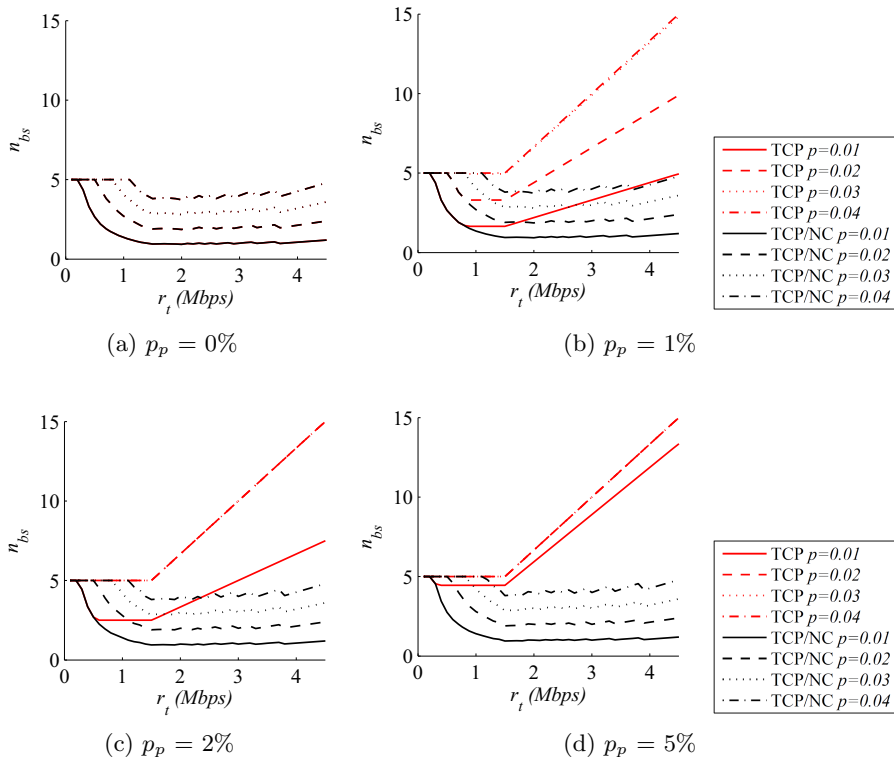 15
10
5
0
n_bs
0 1 2 3 4
r_t (Mbps)
(a) p_p = 0%
15
10
5
0
n_bs
0 1 2 3 4
r_t (Mbps)
(b) p_p = 1%
TCP p=0.01
TCP p=0.02
TCP p=0.03
TCP p=0.04
TCP/NC p=0.01
TCP/NC p=0.02
TCP/NC p=0.03
TCP/NC p=0.04
15
10
5
0
n_bs
0 1 2 3 4
r_t (Mbps)
(c) p_p = 2%
15
10
5
0
n_bs
0 1 2 3 4
r_t (Mbps)
(d) p_p = 5%
TCP p=0.01
TCP p=0.02
TCP p=0.03
TCP p=0.04
TCP/NC p=0.01
TCP/NC p=0.02
TCP/NC p=0.03
TCP/NC p=0.04